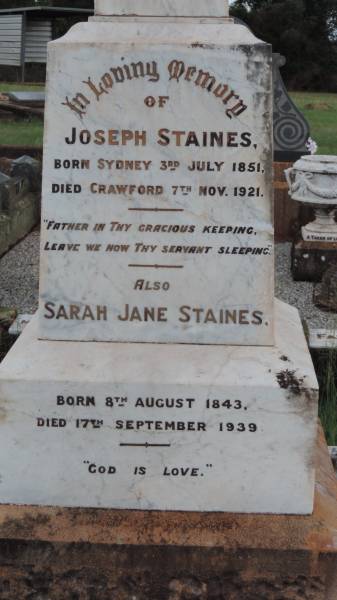 In Loving Memory
OF
JOSEPH STAINES,
BORN SYDNEY 3RD JULY 1851.
DIED CRAWFORD 7TH NOV. 1921.
"FATHER IN THY GRACIOUS KEEPING,
LEAVE WE NOW THY SERVANT SLEEPING."
ALSO
SARAH JANE STAINES.
BORN 8TH AUGUST 1843.
DIED 17TH SEPTEMBER 1939
"GOD IS LOVE."